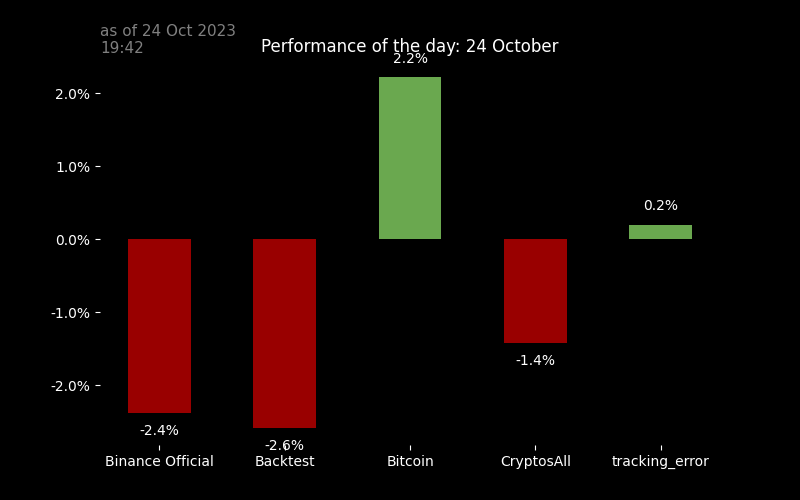 as of 24 Oct 2023
19:42
Performance of the day: 24 October
2.2%
2.0%
1.0%
0.2%
0.0%
-1.0%
-1.4%
-2.0%
-2.4%
-2.6%
Binance Official
Backtest
Bitcoin
CryptosAll
tracking_error